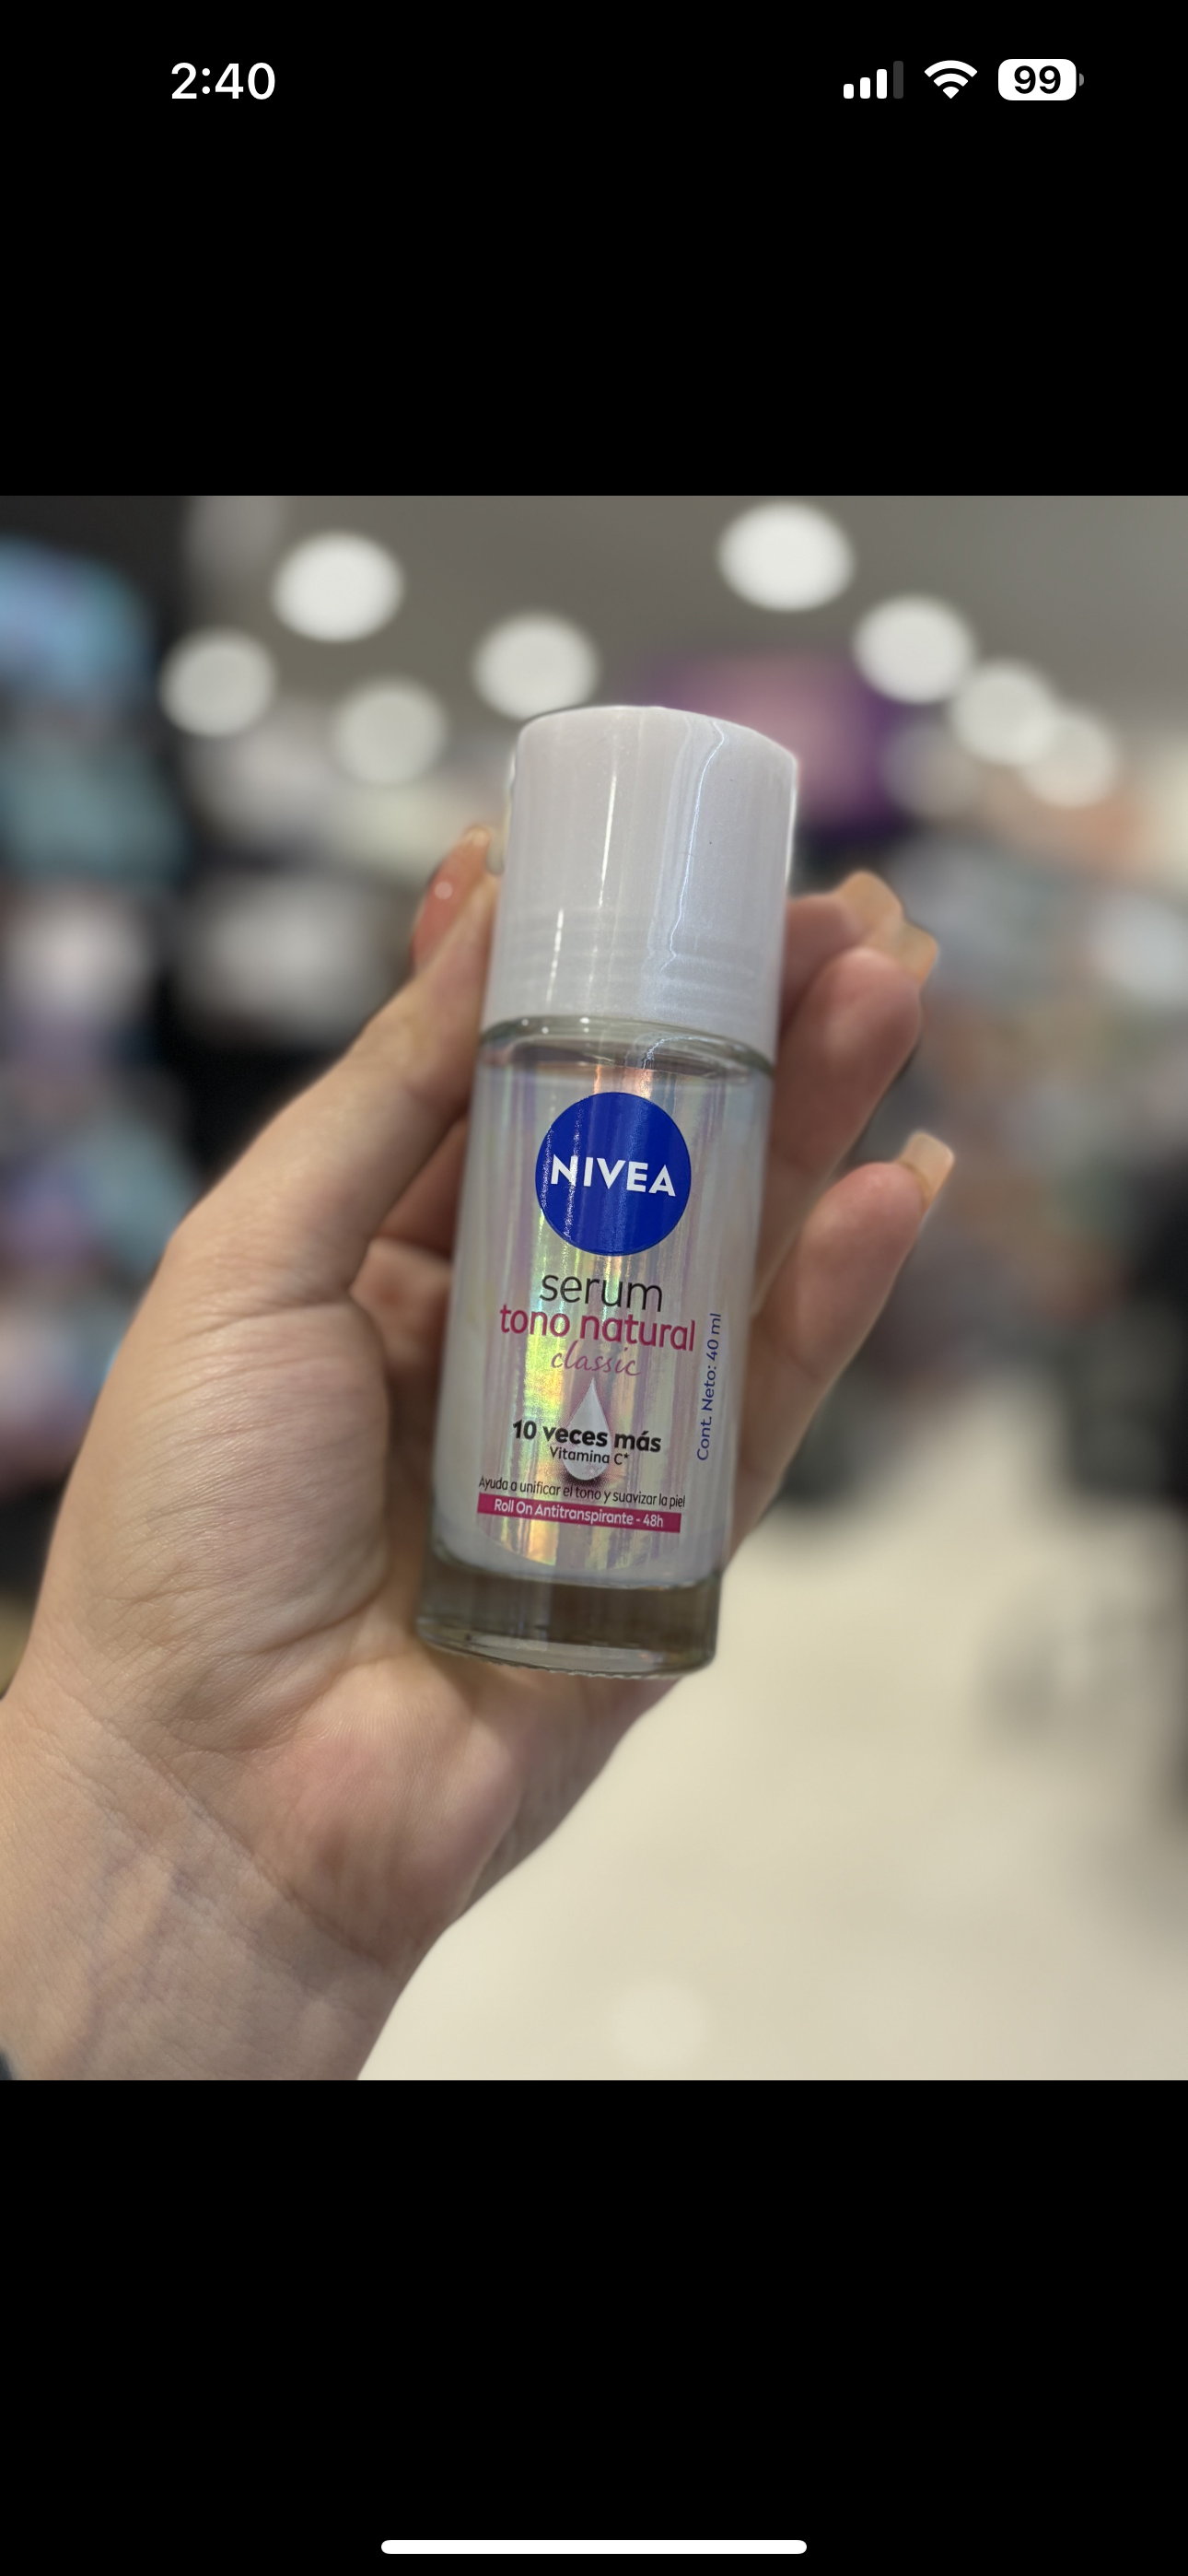 2:40
99
NIVEA
serum
tono natural
classic
10 veces más
Vitamina C*
Ayuda a unificar el tono y suavizar la piel
Roll On Antitranspirante - 48h
Cont. Neto: 40 ml